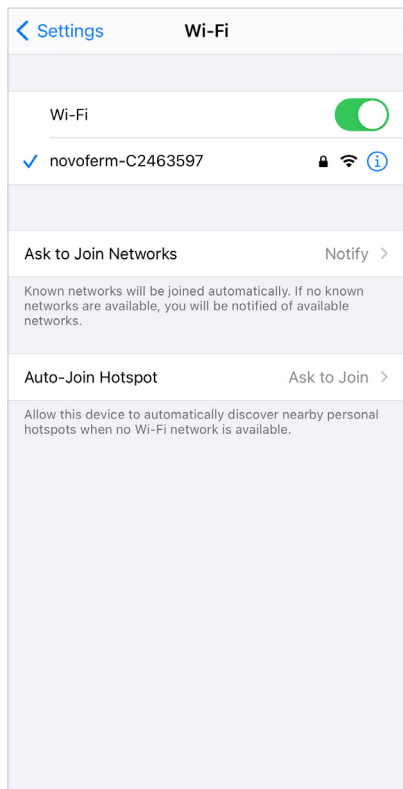 Settings Wi-Fi
Wi-Fi
novoferm-C2463597
Ask to Join Networks Notify
Known networks will be joined automatically. If no known
networks are available, you will be notified of available
networks.
Auto-Join Hotspot Ask to Join
Allow this device to automatically discover nearby personal
hotspots when no Wi-Fi network is available.